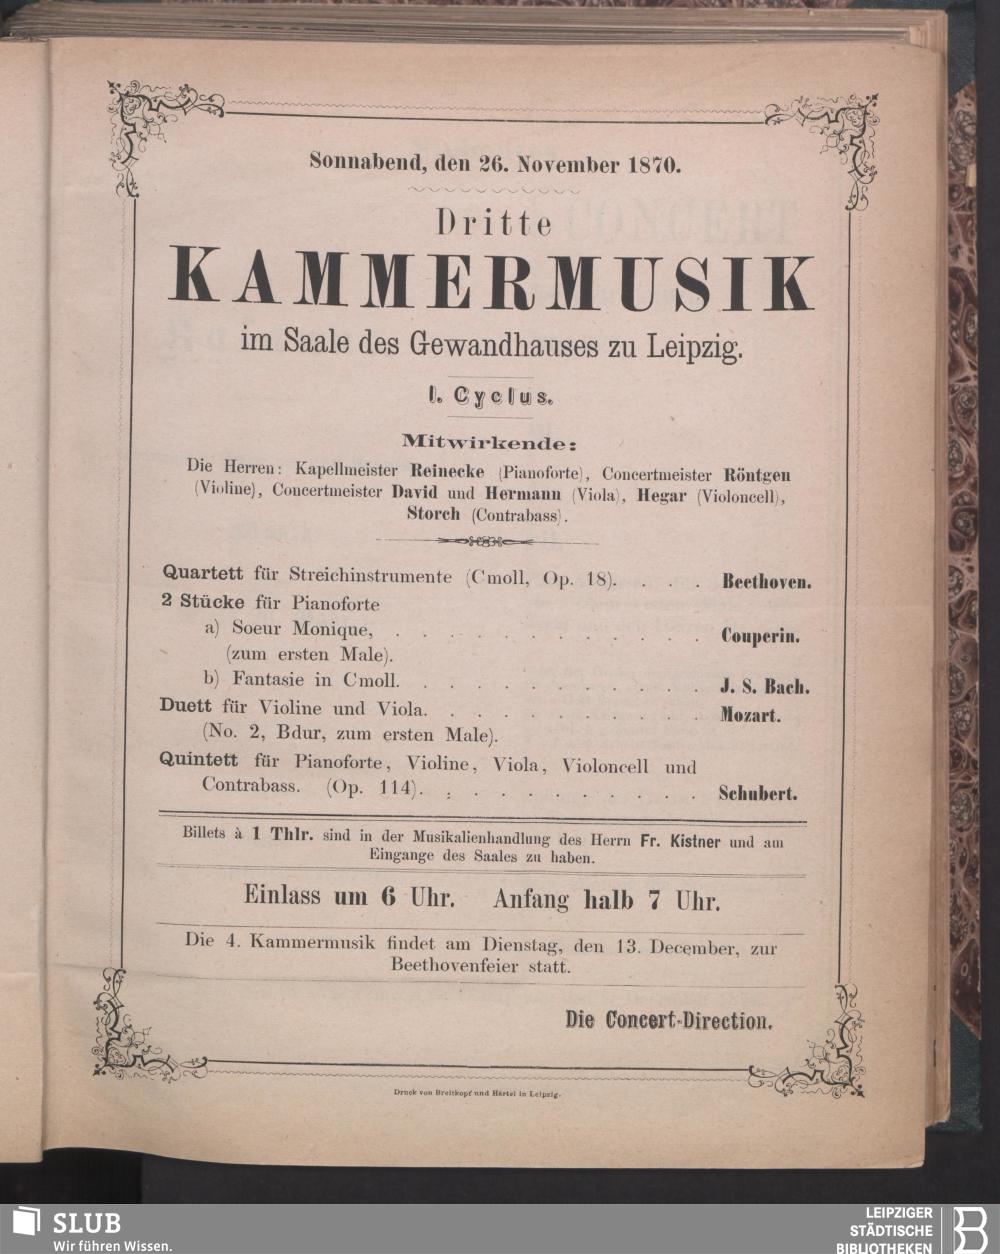 Sonnabend, den 26. November 1870.
Dritte
KAMMERMUSIK
im Saale des Gewandhauses zu Leipzig.
I. Cyclus.
Mitwirkende:
Die Herren: Kapellmeister Reinecke (Pianoforte), Concertmeister Röntgen
(Violine), Concertmeister David und Hermann (Viola), Hegar (Violoncell),
Storch (Contrabass).
Quartett für Streichinstrumente (Cmoll, Op. 18). . . . . Beethoven.
2 Stücke für Pianoforte
a) Soeur Monique, . . . . . . . . . . . . Couperin.
(zum ersten Male).
b) Fantasie in Cmoll. . . . . . . . . . . . J. S. Bach.
Duett für Violine und Viola. . . . . . . . . . . Mozart.
(No. 2, Bdur, zum ersten Male).
Quintett für Pianoforte, Violine, Viola, Violoncell und
Contrabass. (Op. 114). . . . . . . . . . . Schubert.
Billets à 1 Thlr. sind in der Musikalienhandlung des Herrn Fr. Kistner und am
Eingange des Saales zu haben.
Einlass um 6 Uhr. Anfang halb 7 Uhr.
Die 4. Kammermusik findet am Dienstag, den 13. December, zur
Beethovenfeier statt.
Die Concert-Direction.
Druck von Breitkopf und Härtel in Leipzig.
SLUB
Wir führen Wissen.
LEIPZIGER
STÄDTISCHE
BIBLIOTHEKEN